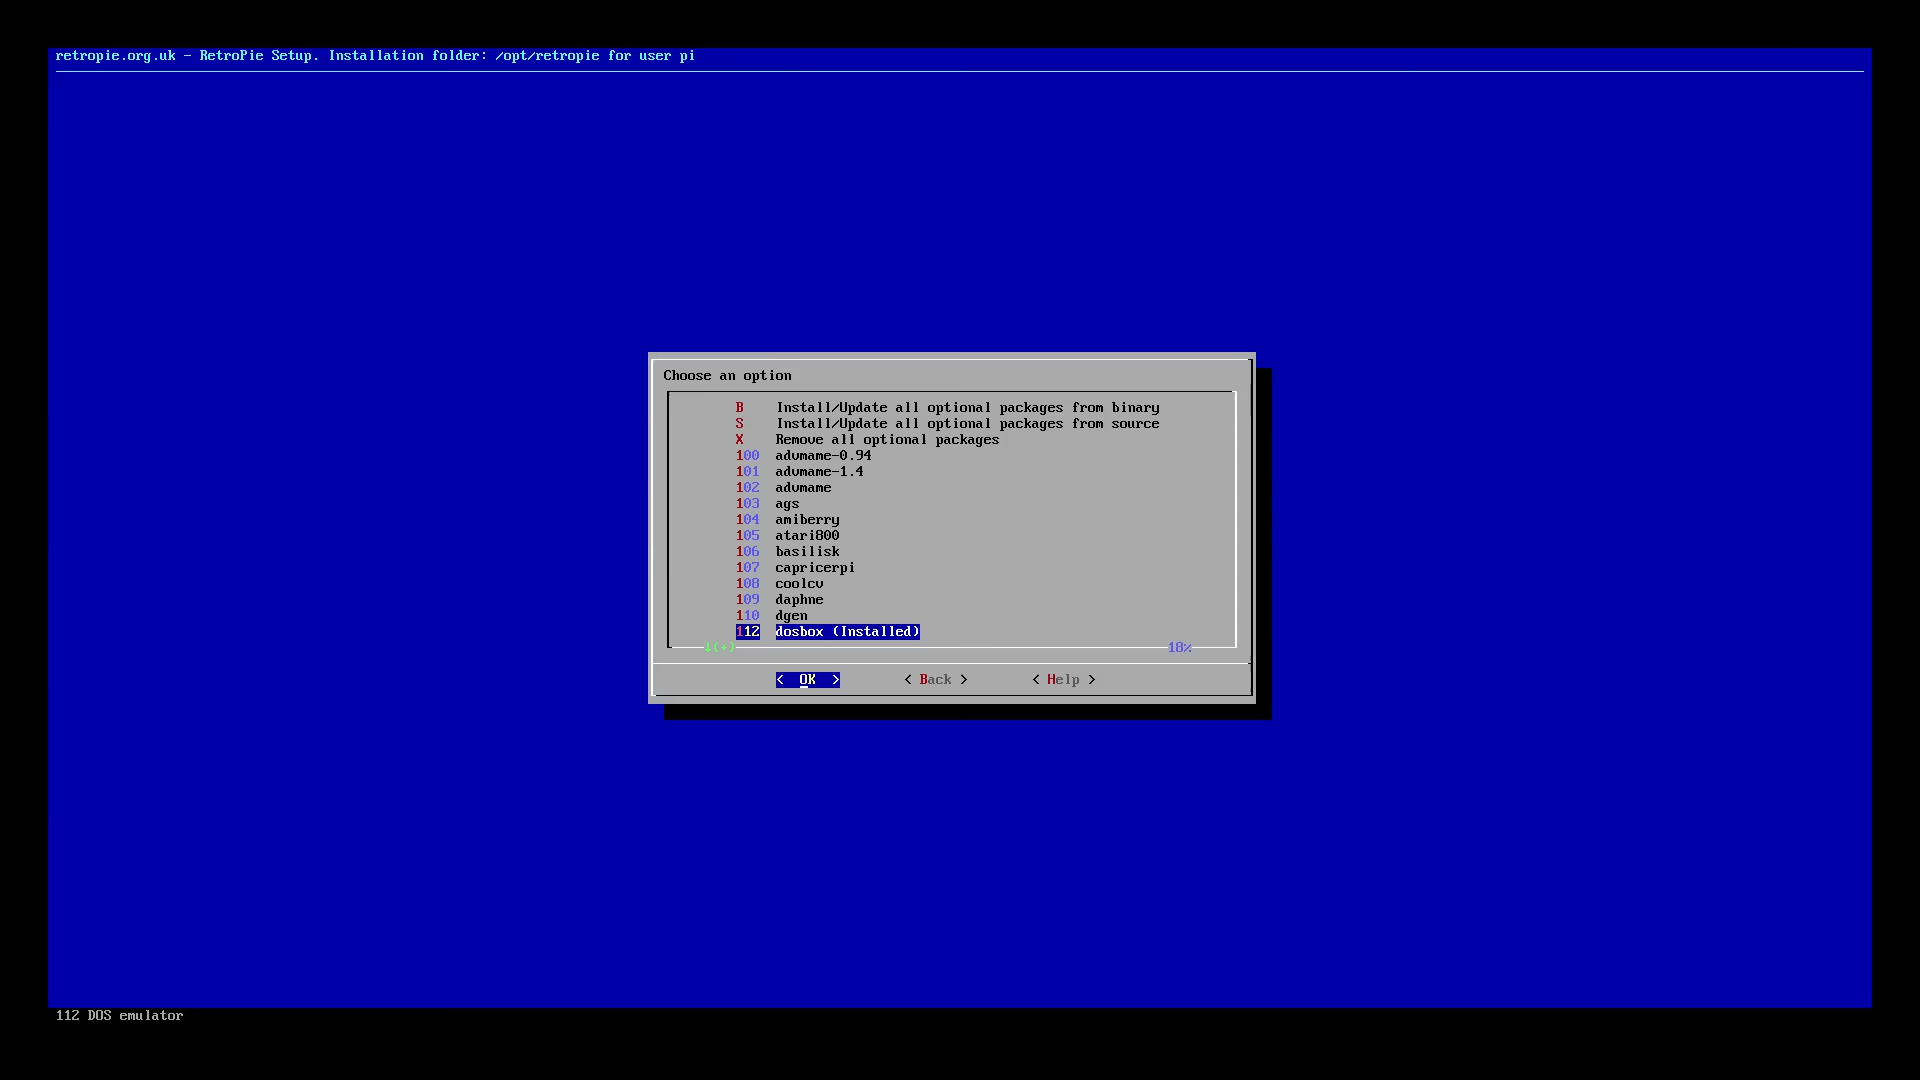 retropie.org.uk - RetroPie Setup. Installation folder: /opt/retropie for user pi
Choose an option
B Install/Update all optional packages from binary
S Install/Update all optional packages from source
X Remove all optional packages
100 advmame-0.94
101 advmame-1.4
102 advmame
103 ags
104 amiberry
105 atari800
106 basilisk
107 capricerpi
108 coolcv
109 daphne
110 dgen
112 dosbox (Installed)
↓(+) 18%
< OK > < Back > < Help >
112 DOS emulator